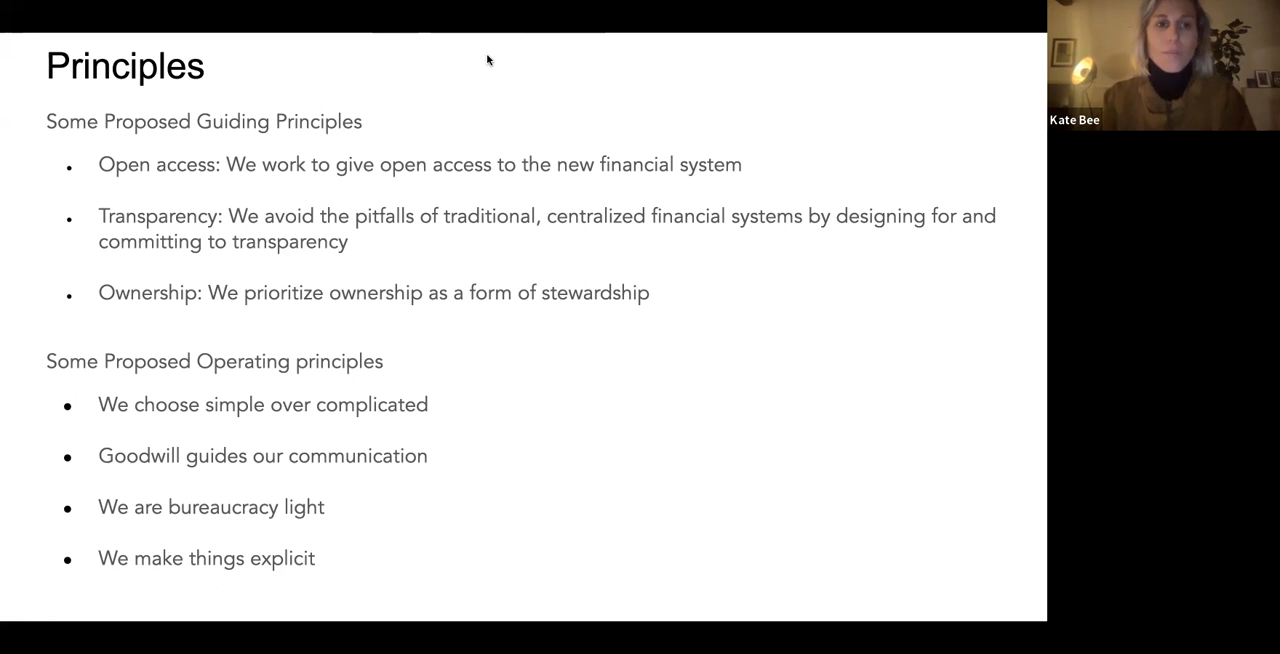 Principles
Some Proposed Guiding Principles
• Open access: We work to give open access to the new financial system
• Transparency: We avoid the pitfalls of traditional, centralized financial systems by designing for and
committing to transparency
• Ownership: We prioritize ownership as a form of stewardship
Some Proposed Operating principles
• We choose simple over complicated
• Goodwill guides our communication
• We are bureaucracy light
• We make things explicit
Kate Bee